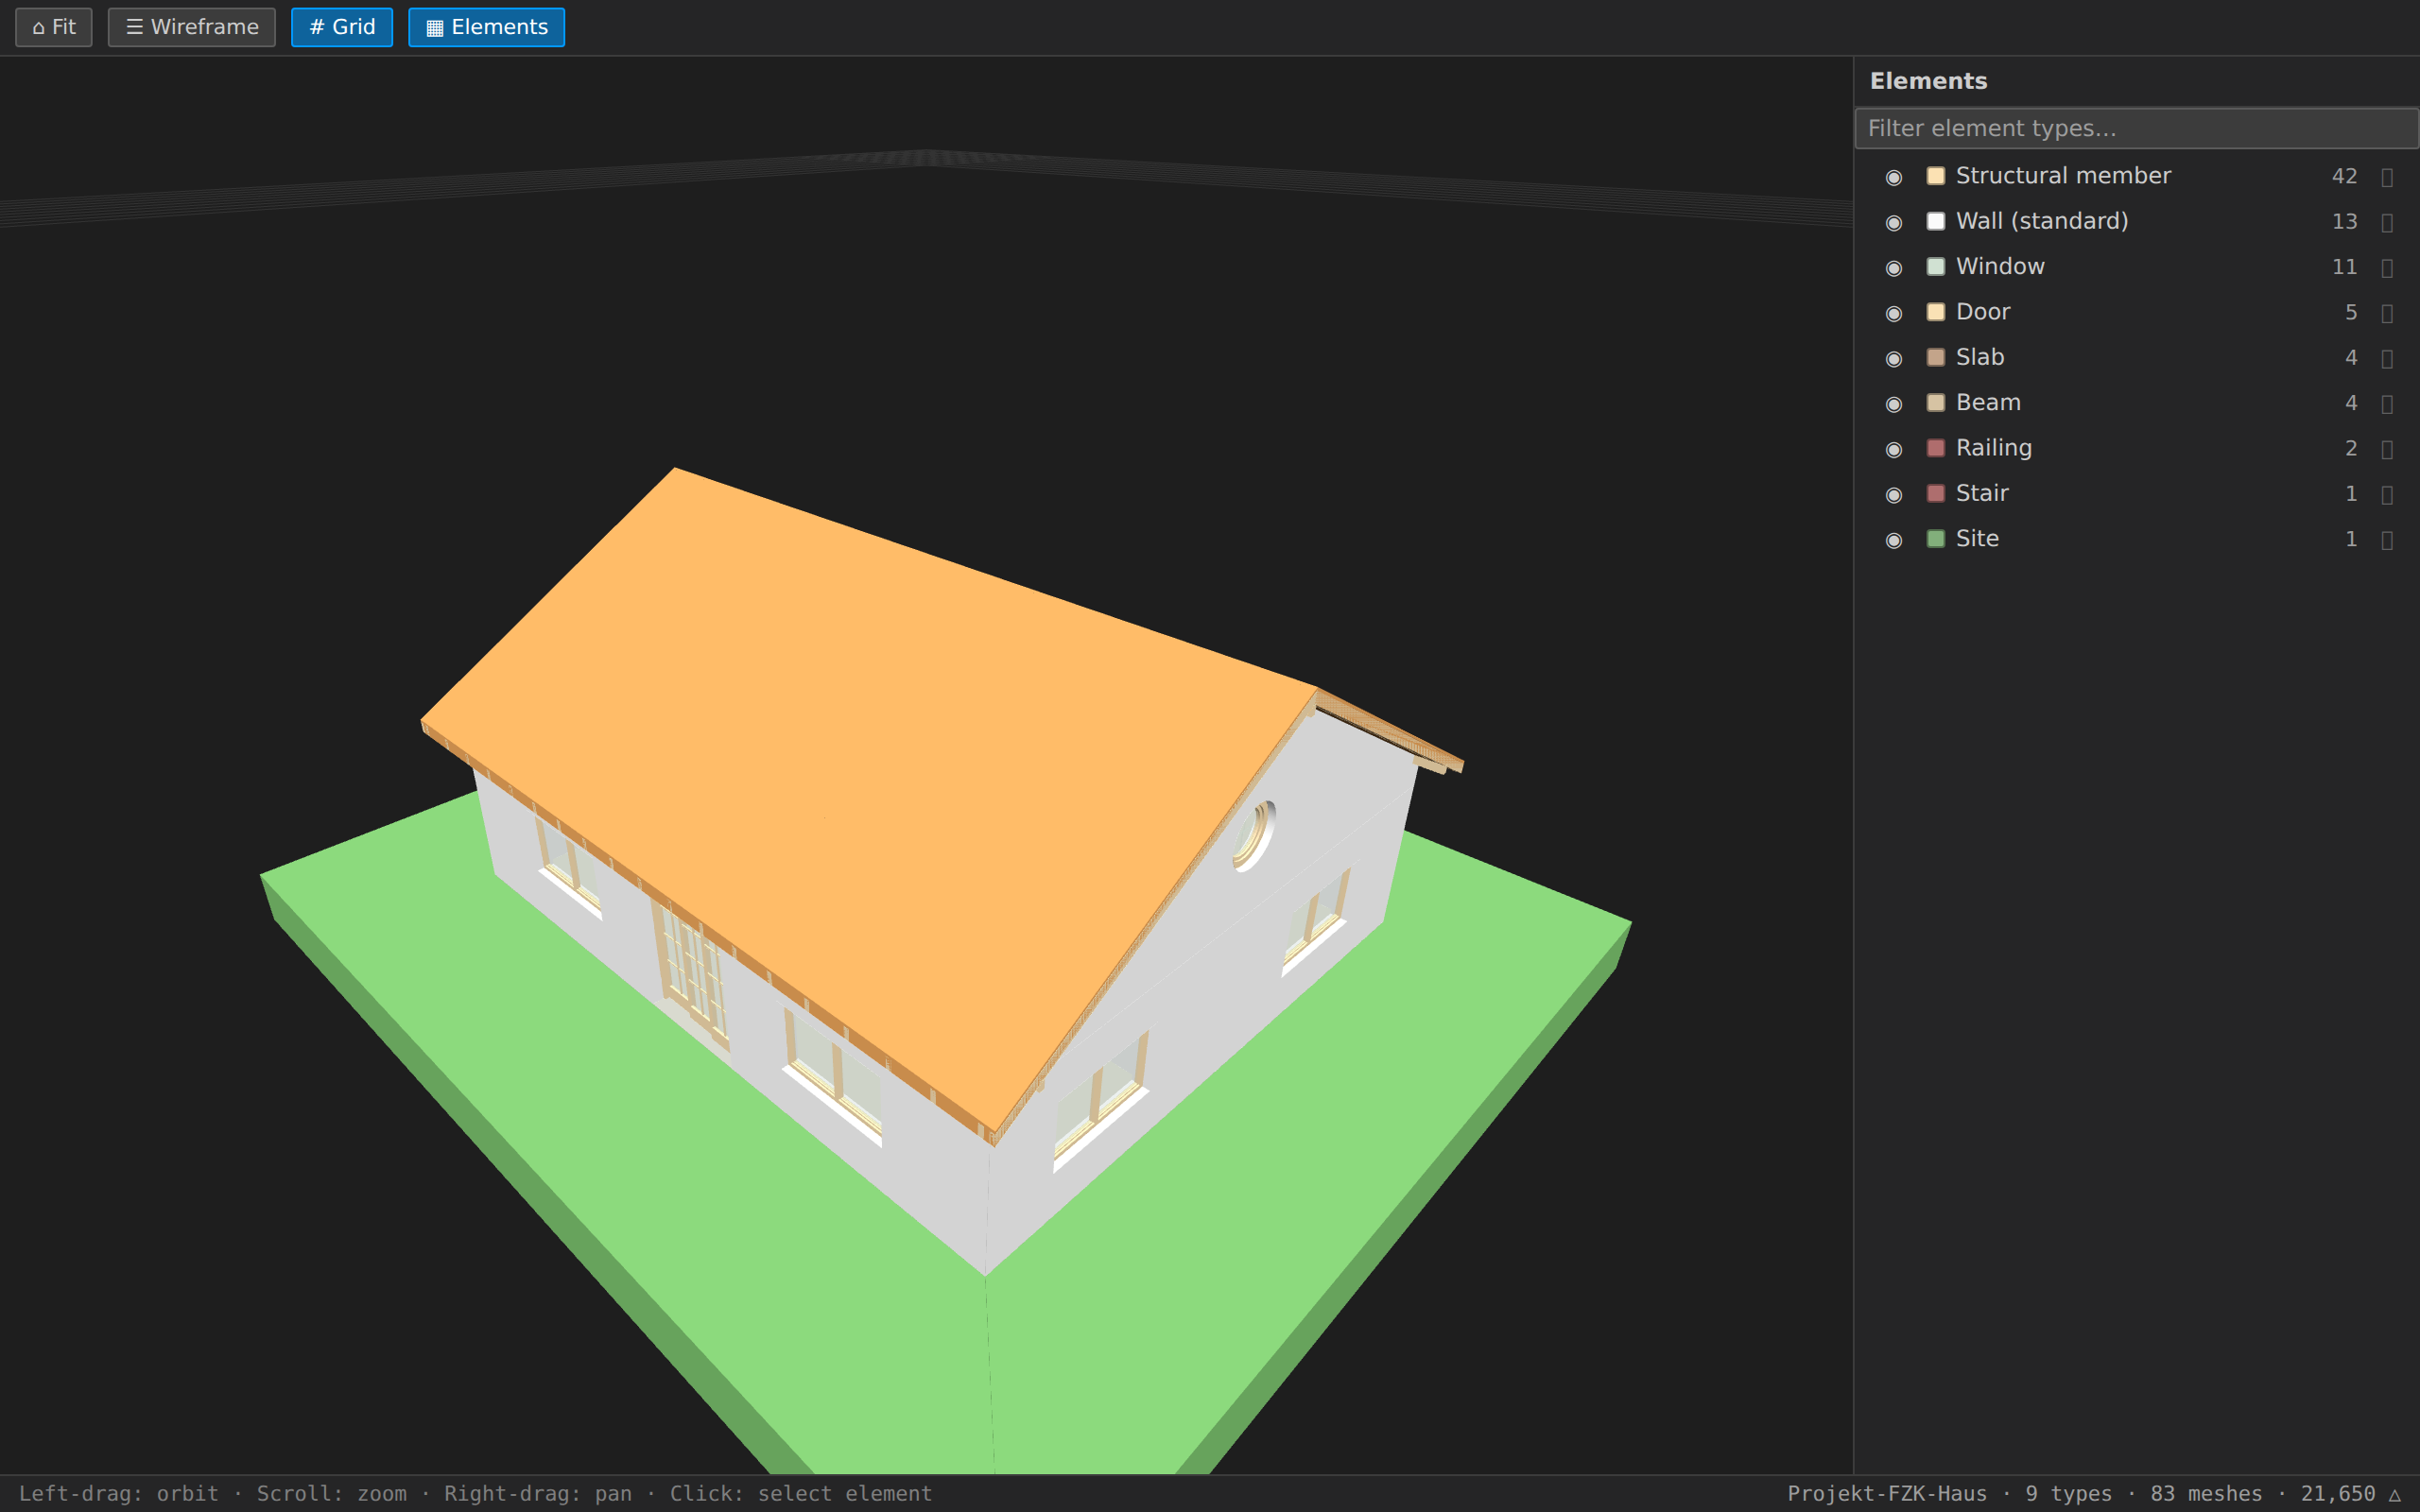 ⌂ Fit ☰ Wireframe # Grid ▦ Elements
Elements
Filter element types...
Structural member 42
Wall (standard) 13
Window 11
Door 5
Slab 4
Beam 4
Railing 2
Stair 1
Site 1
Left-drag: orbit · Scroll: zoom · Right-drag: pan · Click: select element
Projekt-FZK-Haus · 9 types · 83 meshes · 21,650 △